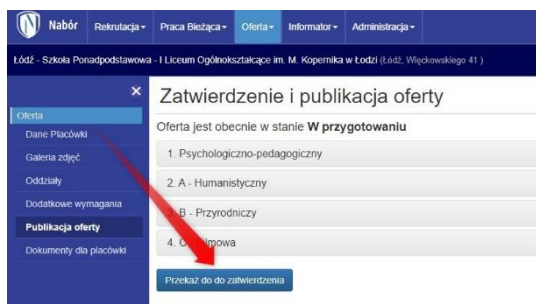 Nabór Rekrutacja Praca Bieżąca Oferta Informator Administracja
Łódź - Szkoła Ponadpodstawowa - I Liceum Ogólnokształcące im. M. Kopernika w Łodzi (Łódź, Więckowskiego 41 )
×
Zatwierdzenie i publikacja oferty
Oferta
Oferta jest obecnie w stanie W przygotowaniu
Dane Placówki
1. Psychologiczno-pedagogiczny
Galeria zdjęć
Oddziały
2. A - Humanistyczny
Dodatkowe wymagania
B - Przyrodniczy
Publikacja oferty
4.
Dokumenty dla placówki
Przekaż do do zatwierdzenia